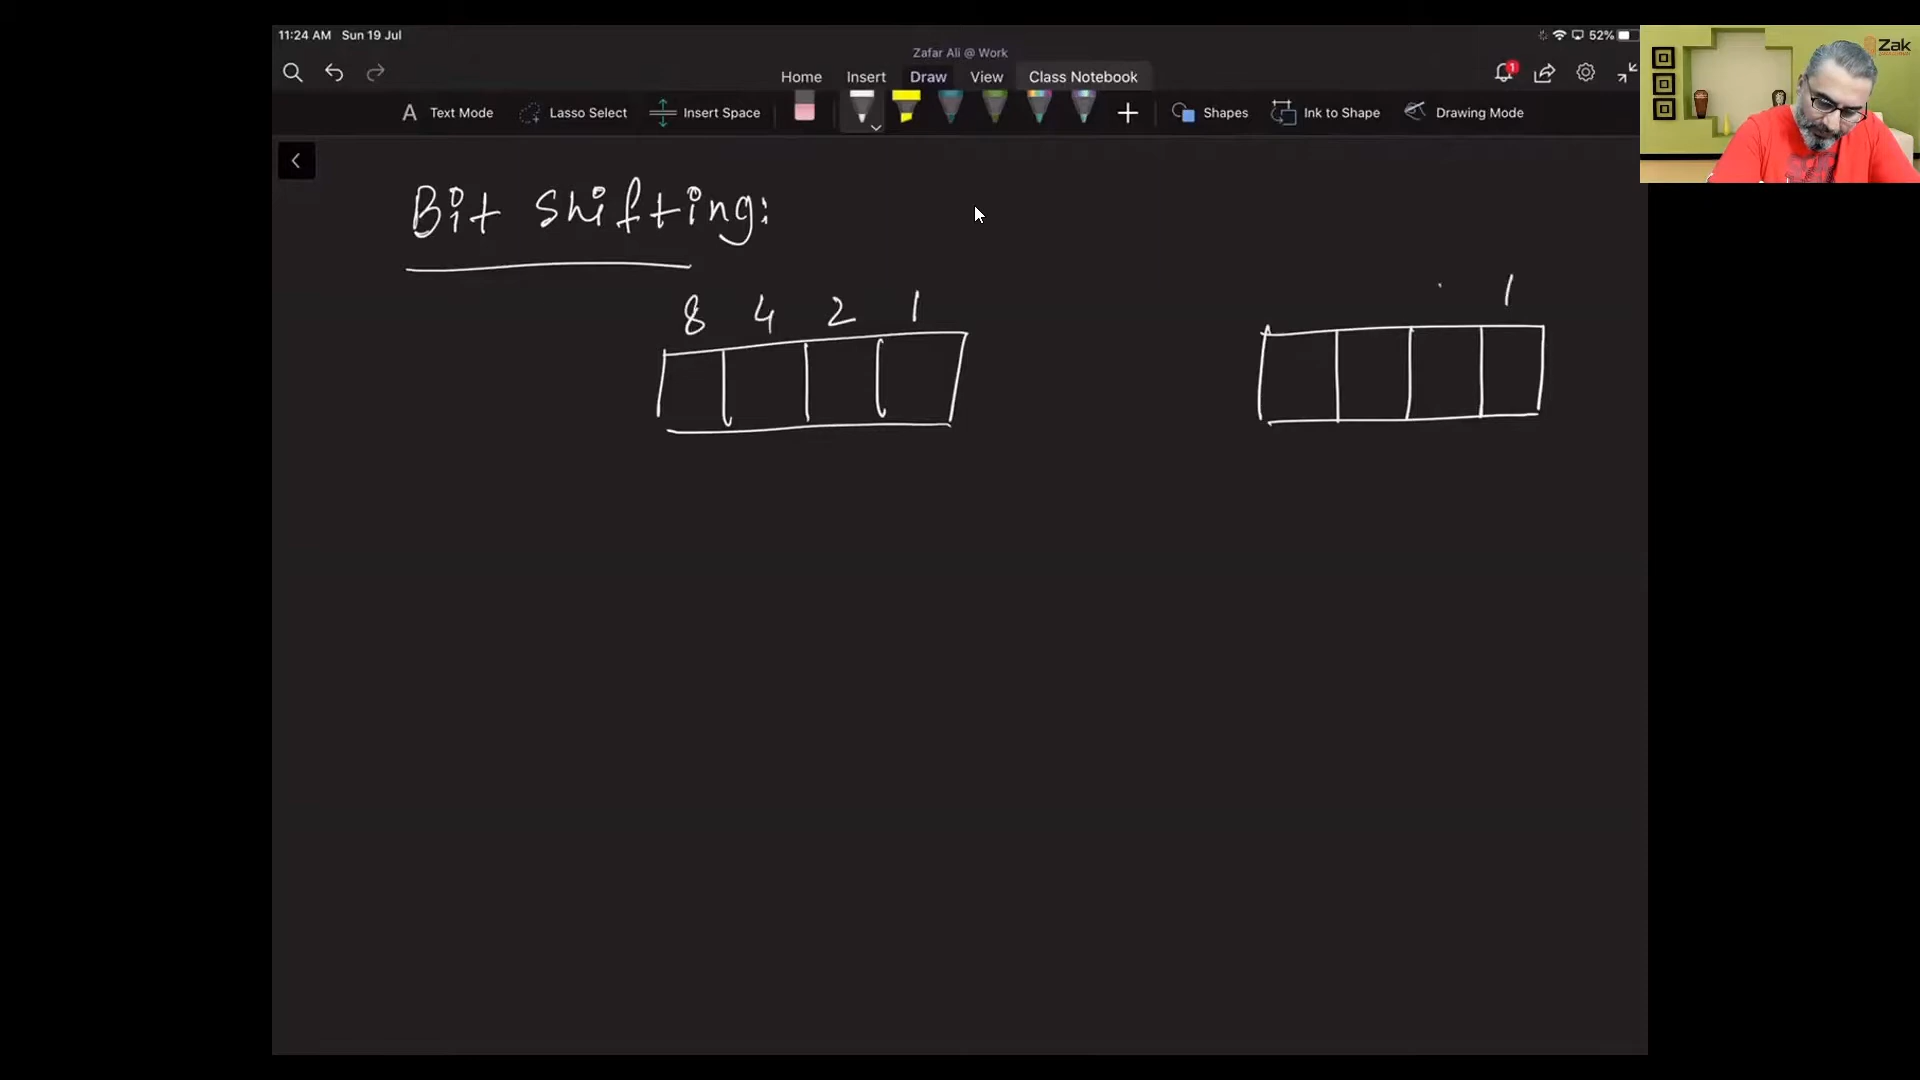 11:24 AM Sun 19 Jul
52%
Zafar Ali @ Work
Home Insert Draw View Class Notebook
1
A Text Mode Lasso Select Insert Space Shapes Ink to Shape Drawing Mode
Zak
Bit Shifting:
8 4 2 1
1